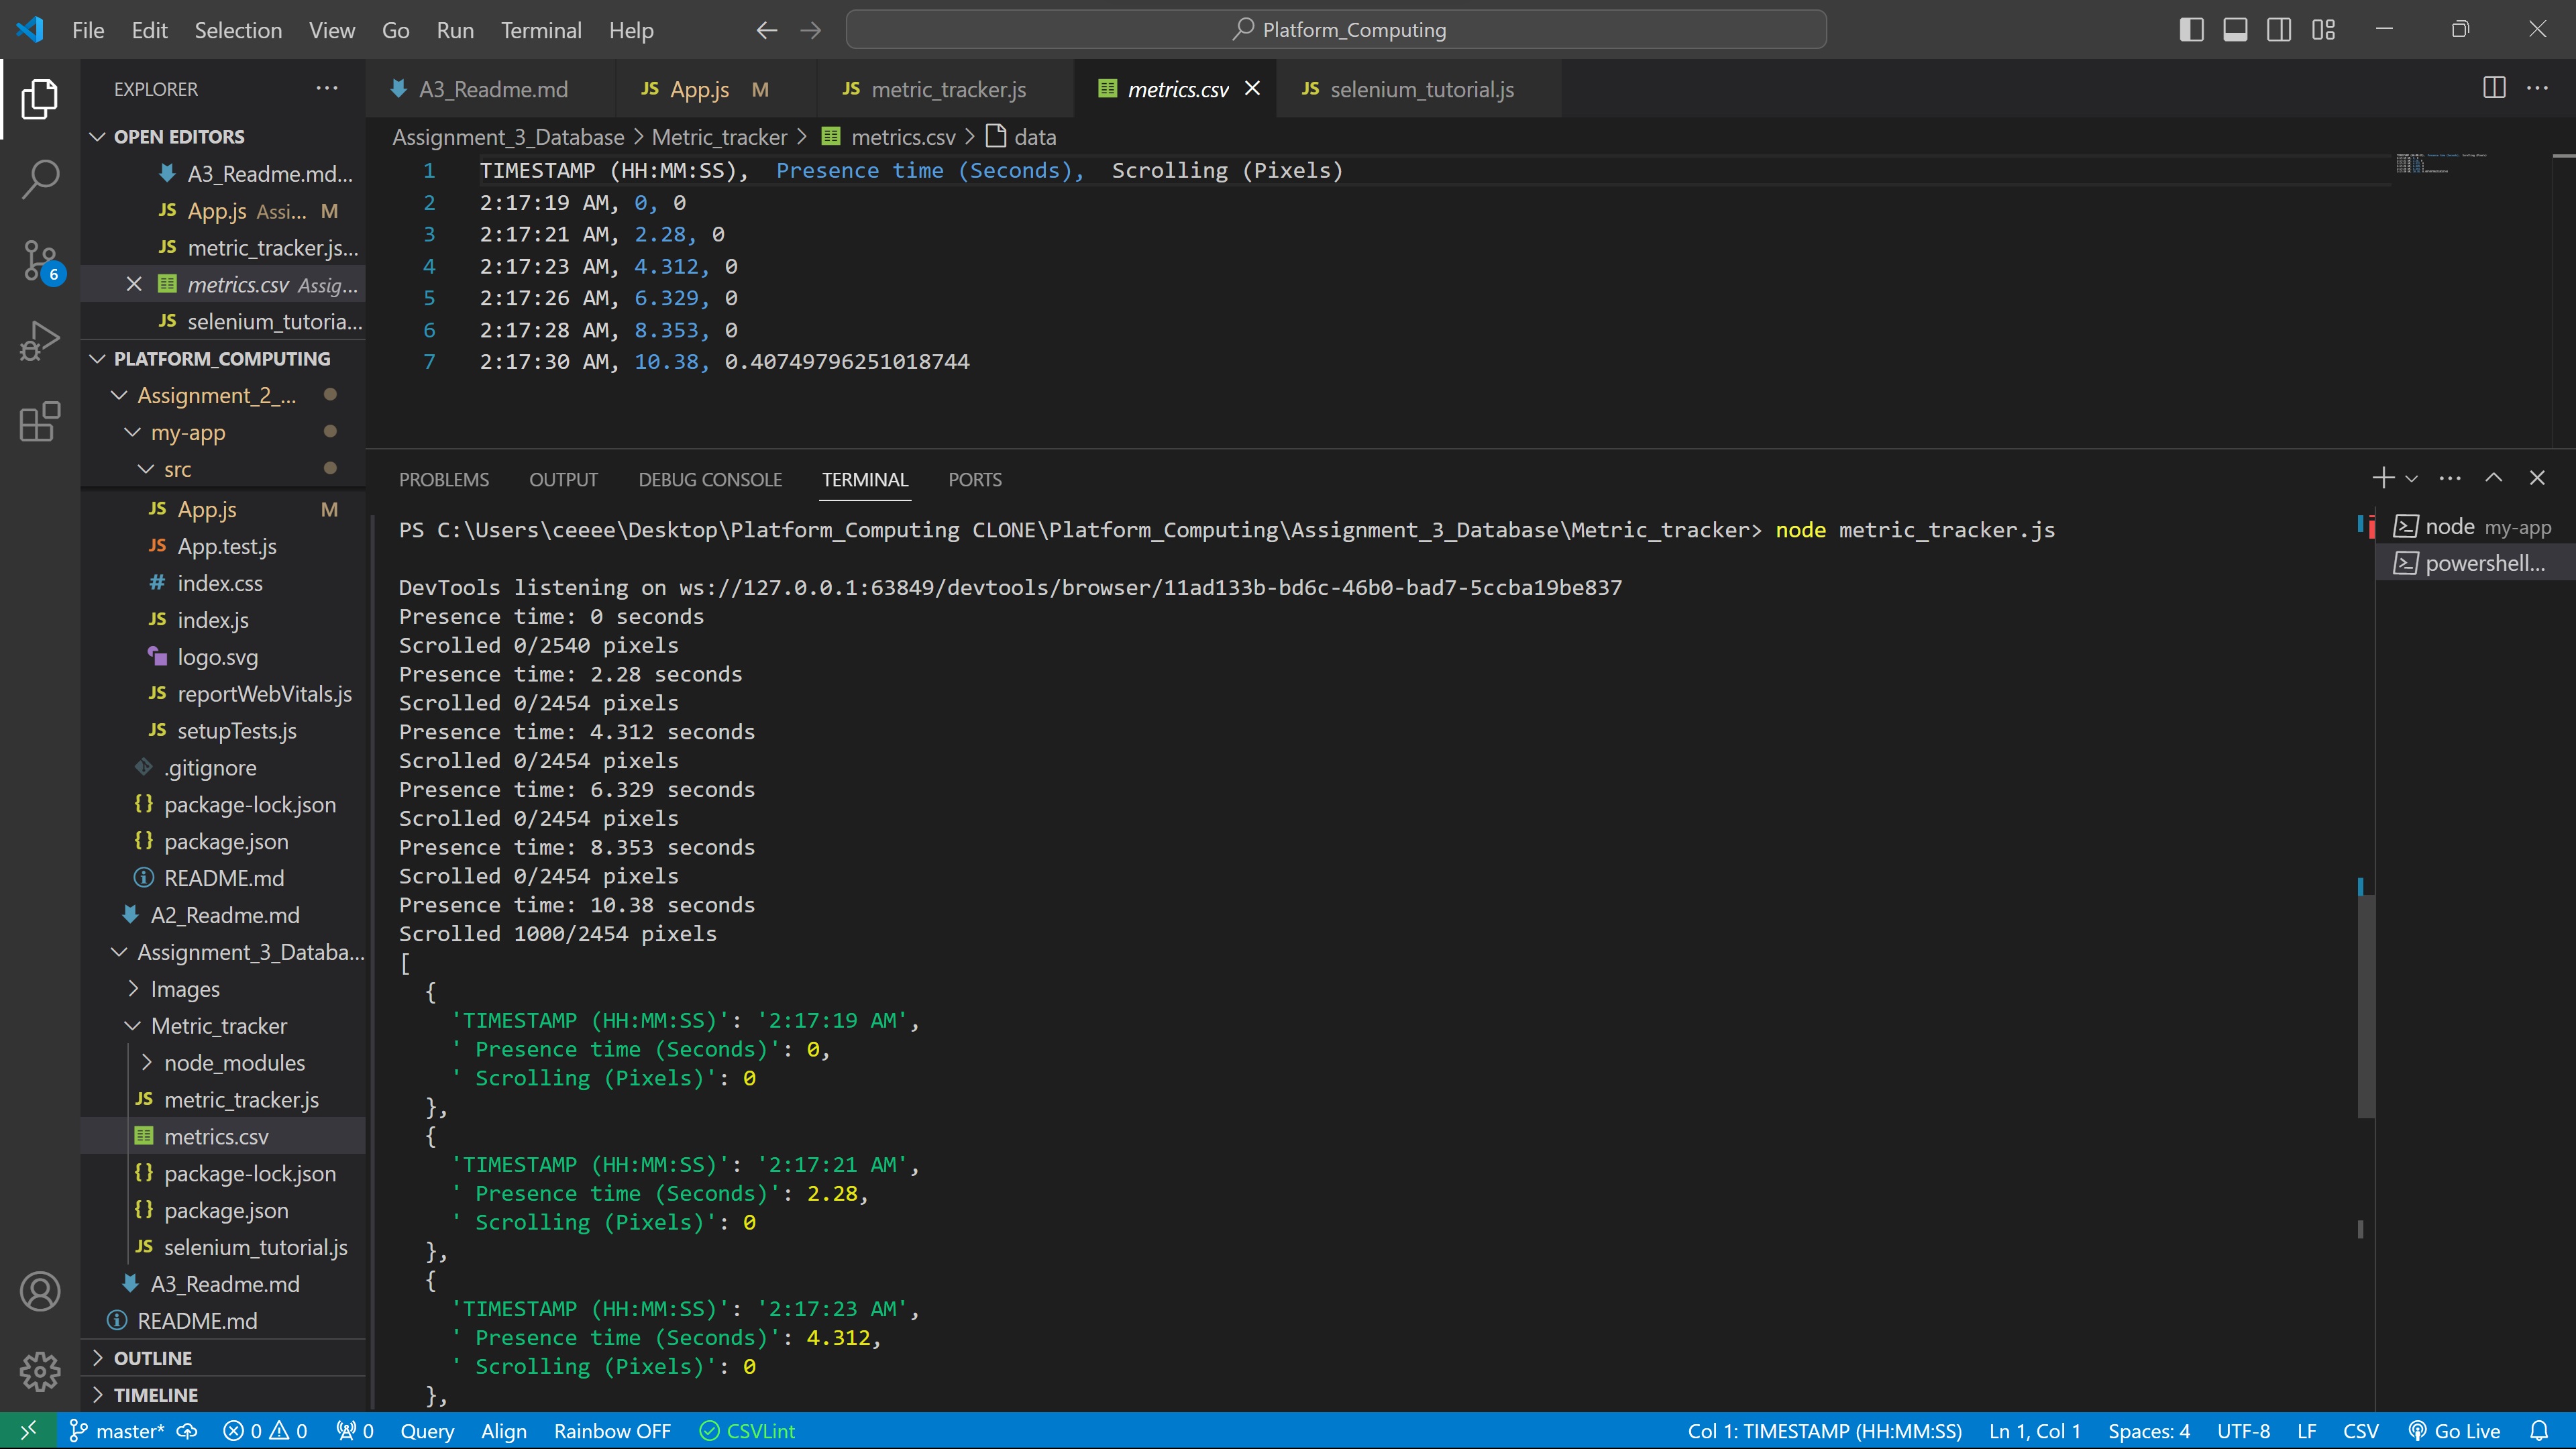 File Edit Selection View Go Run Terminal Help Platform_Computing
EXPLORER
OPEN EDITORS
A3_Readme.md...
JS App.js Assi... M
JS metric_tracker.js...
metrics.csv Assig...
JS selenium_tutoria...
PLATFORM_COMPUTING
Assignment_2_...
my-app
src
JS App.js M
JS App.test.js
# index.css
JS index.js
logo.svg
JS reportWebVitals.js
JS setupTests.js
.gitignore
{} package-lock.json
{} package.json
README.md
A2_Readme.md
Assignment_3_Databa...
Images
Metric_tracker
node_modules
JS metric_tracker.js
metrics.csv
{} package-lock.json
{} package.json
JS selenium_tutorial.js
A3_Readme.md
README.md
OUTLINE
TIMELINE
6
A3_Readme.md JS App.js M JS metric_tracker.js metrics.csv JS selenium_tutorial.js
Assignment_3_Database > Metric_tracker > metrics.csv > data
1 TIMESTAMP (HH:MM:SS), Presence time (Seconds), Scrolling (Pixels)
2 2:17:19 AM, 0, 0
3 2:17:21 AM, 2.28, 0
4 2:17:23 AM, 4.312, 0
5 2:17:26 AM, 6.329, 0
6 2:17:28 AM, 8.353, 0
7 2:17:30 AM, 10.38, 0.40749796251018744
PROBLEMS OUTPUT DEBUG CONSOLE TERMINAL PORTS
PS C:\Users\ceeee\Desktop\Platform_Computing CLONE\Platform_Computing\Assignment_3_Database\Metric_tracker> node metric_tracker.js
DevTools listening on ws://127.0.0.1:63849/devtools/browser/11ad133b-bd6c-46b0-bad7-5ccba19be837
Presence time: 0 seconds
Scrolled 0/2540 pixels
Presence time: 2.28 seconds
Scrolled 0/2454 pixels
Presence time: 4.312 seconds
Scrolled 0/2454 pixels
Presence time: 6.329 seconds
Scrolled 0/2454 pixels
Presence time: 8.353 seconds
Scrolled 0/2454 pixels
Presence time: 10.38 seconds
Scrolled 1000/2454 pixels
[
{
'TIMESTAMP (HH:MM:SS)': '2:17:19 AM',
' Presence time (Seconds)': 0,
' Scrolling (Pixels)': 0
},
{
'TIMESTAMP (HH:MM:SS)': '2:17:21 AM',
' Presence time (Seconds)': 2.28,
' Scrolling (Pixels)': 0
},
{
'TIMESTAMP (HH:MM:SS)': '2:17:23 AM',
' Presence time (Seconds)': 4.312,
' Scrolling (Pixels)': 0
},
node my-app
powershell...
master* 0 0 0 Query Align Rainbow OFF CSVLint Col 1: TIMESTAMP (HH:MM:SS) Ln 1, Col 1 Spaces: 4 UTF-8 LF CSV Go Live